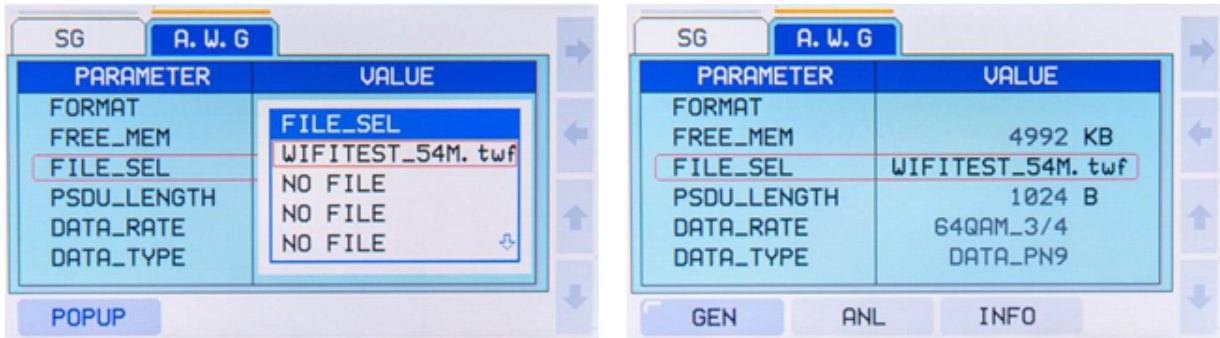 SG A. W. G
PARAMETER VALUE
FORMAT
FREE_MEM
FILE_SEL
PSDU_LENGTH
DATA_RATE
DATA_TYPE
FILE_SEL
WIFITEST_54M. twf
NO FILE
NO FILE
NO FILE
POPUP
SG A. W. G
PARAMETER VALUE
FORMAT
FREE_MEM 4992 KB
FILE_SEL WIFITEST_54M. twf
PSDU_LENGTH 1024 B
DATA_RATE 64QAM_3/4
DATA_TYPE DATA_PN9
GEN ANL INFO